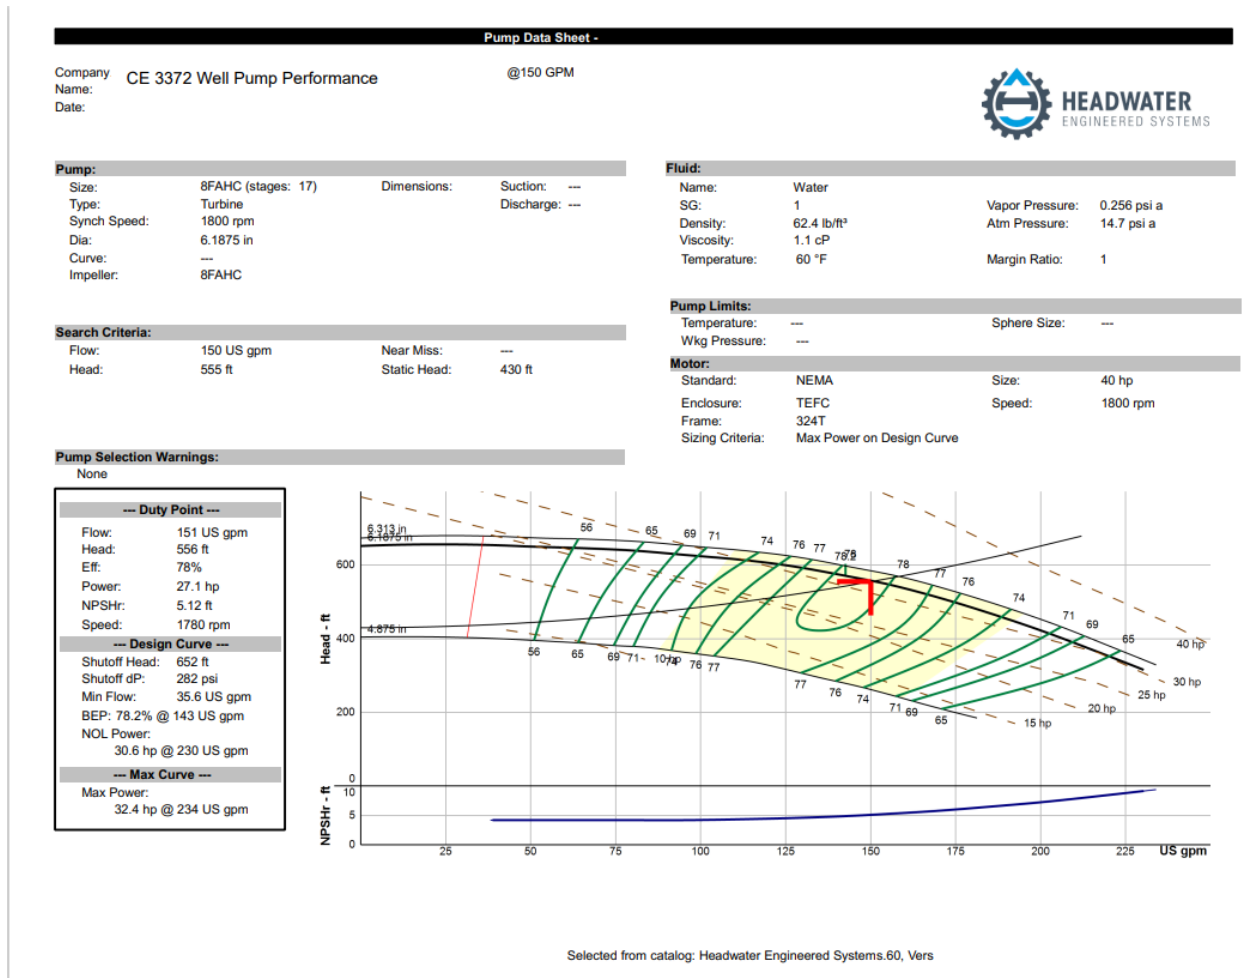 Pump Data Sheet -
Company Name: CE 3372 Well Pump Performance @150 GPM
Date:
HEADWATER
ENGINEERED SYSTEMS
Pump:
Size: 8FAHC (stages: 17) Dimensions: Suction: ---
Type: Turbine Discharge: ---
Synch Speed: 1800 rpm
Dia: 6.1875 in
Curve: ---
Impeller: 8FAHC
Fluid:
Name: Water
SG: 1 Vapor Pressure: 0.256 psi a
Density: 62.4 lb/ft³ Atm Pressure: 14.7 psi a
Viscosity: 1.1 cP
Temperature: 60 °F Margin Ratio: 1
Search Criteria:
Flow: 150 US gpm Near Miss: ---
Head: 555 ft Static Head: 430 ft
Pump Limits:
Temperature: --- Sphere Size: ---
Wkg Pressure: ---
Motor:
Standard: NEMA Size: 40 hp
Enclosure: TEFC Speed: 1800 rpm
Frame: 324T
Sizing Criteria: Max Power on Design Curve
Pump Selection Warnings:
None
--- Duty Point ---
Flow: 151 US gpm
Head: 556 ft
Eff: 78%
Power: 27.1 hp
NPSHr: 5.12 ft
Speed: 1780 rpm
--- Design Curve ---
Shutoff Head: 652 ft
Shutoff dP: 282 psi
Min Flow: 35.6 US gpm
BEP: 78.2% @ 143 US gpm
NOL Power:
30.6 hp @ 230 US gpm
--- Max Curve ---
Max Power:
32.4 hp @ 234 US gpm
6.313 in
6.1875 in
4.875 in
56 65 69 71 74 76 77 78.2 78 78 77 76 74 71 69 65
56 65 69 71 10 hp 74 76 77 77 76 74 71 69 65
15 hp
20 hp
25 hp
30 hp
40 hp
Head - ft
600
400
200
0
NPSHr - ft
10
5
0
25 50 75 100 125 150 175 200 225 US gpm
Selected from catalog: Headwater Engineered Systems.60, Vers